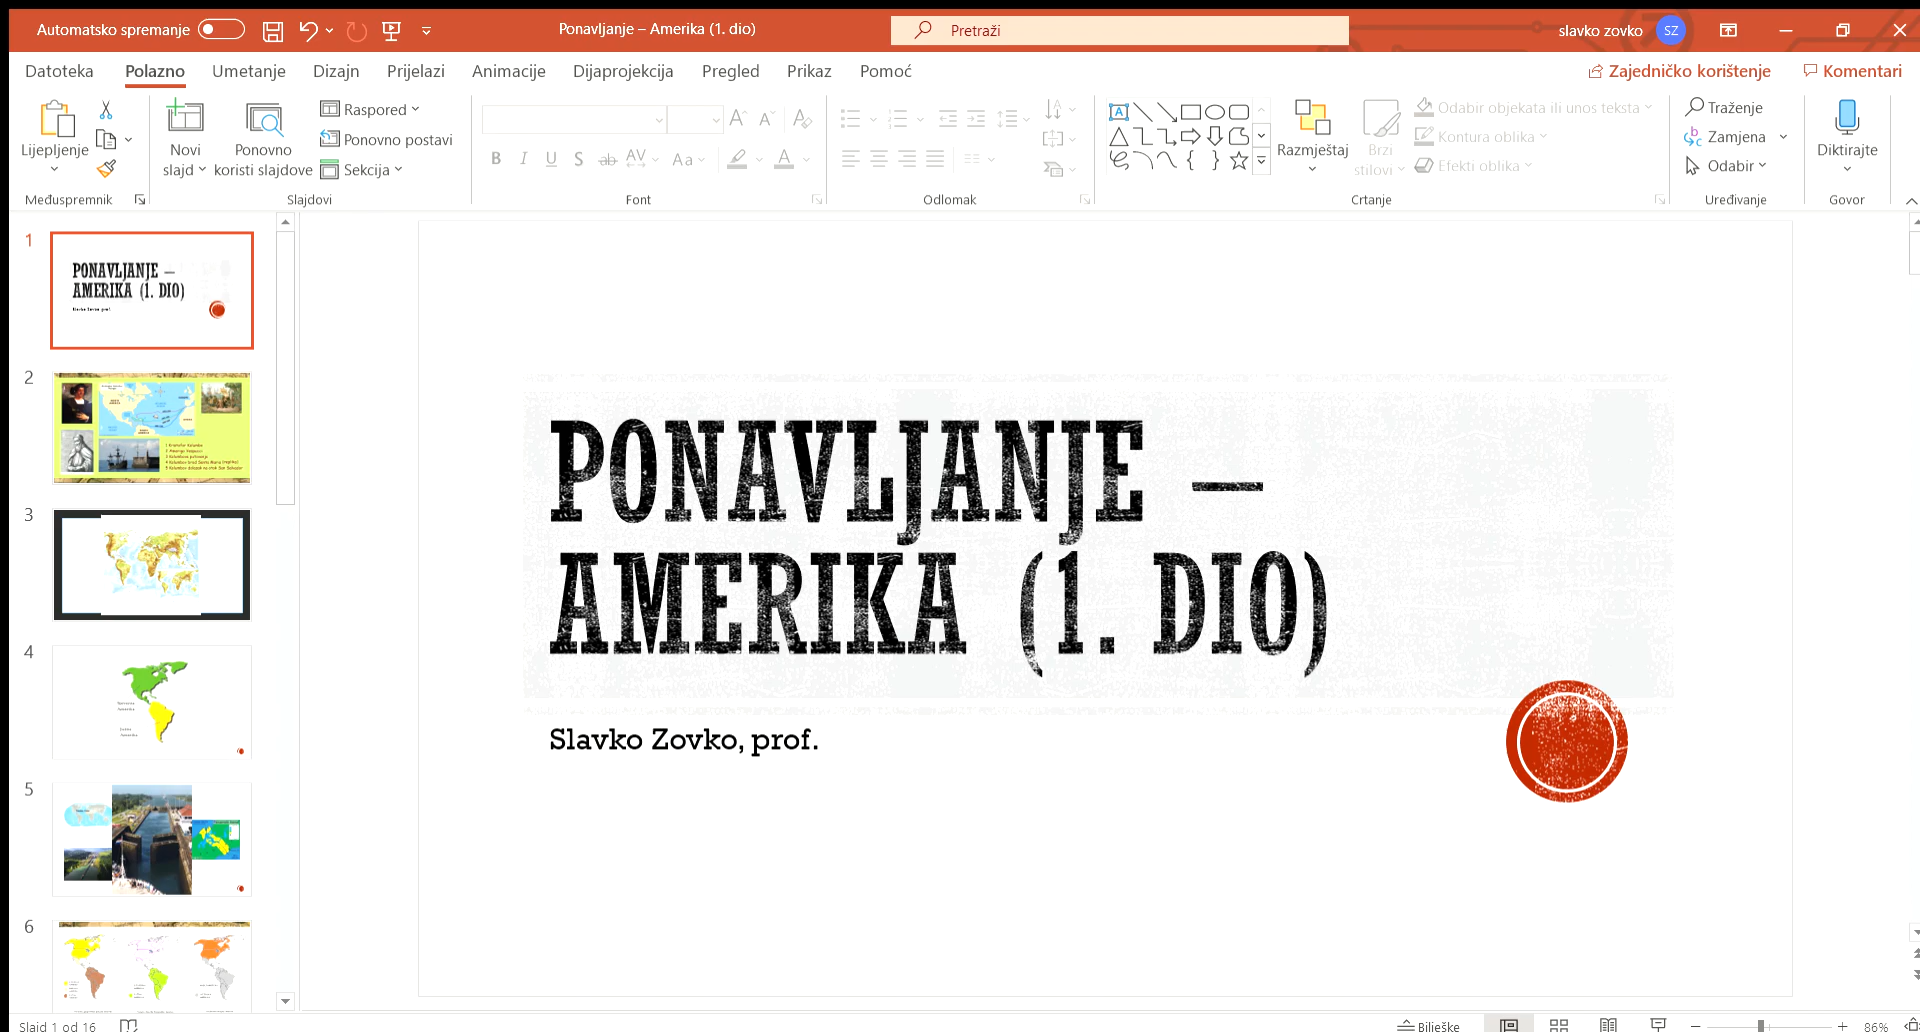 Automatsko spremanje
Ponavljanje – Amerika (1. dio)
Pretraži
slavko zovko
SZ
Datoteka
Polazno
Umetanje
Dizajn
Prijelazi
Animacije
Dijaprojekcija
Pregled
Prikaz
Pomoć
Zajedničko korištenje
Komentari
Lijepljenje
Novi
slajd
Ponovno
koristi slajdove
Raspored
Ponovno postavi
Sekcija
B
I
U
S
ab
AV
Aa
A
Razmještaj
Brzi
stilovi
Odabir objekata ili unos teksta
Kontura oblika
Efekti oblika
Traženje
Zamjena
Odabir
Diktirajte
Međuspremnik
Slajdovi
Font
Odlomak
Crtanje
Uređivanje
Govor
1
PONAVLJANJE –
AMERIKA (1. DIO)
2
3
4
5
6
PONAVLJANJE –
AMERIKA (1. DIO)
Slavko Zovko, prof.
Slajd 1 od 16
Bilješke
86%